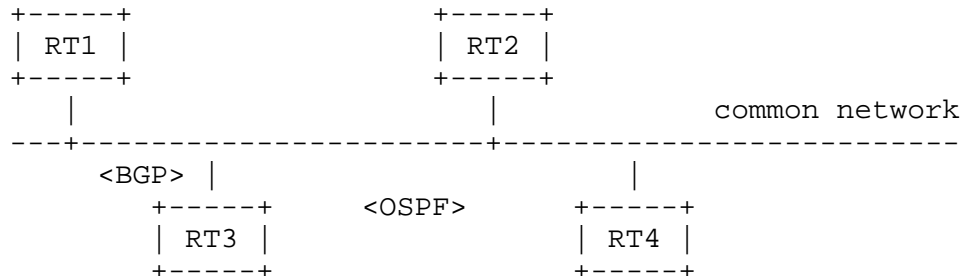 +-----+ +-----+
| RT1 | | RT2 |
+-----+ +-----+
| | common network
---+-----------------------+--------------------------
<BGP> | |
+-----+ <OSPF> +-----+
| RT3 | | RT4 |
+-----+ +-----+